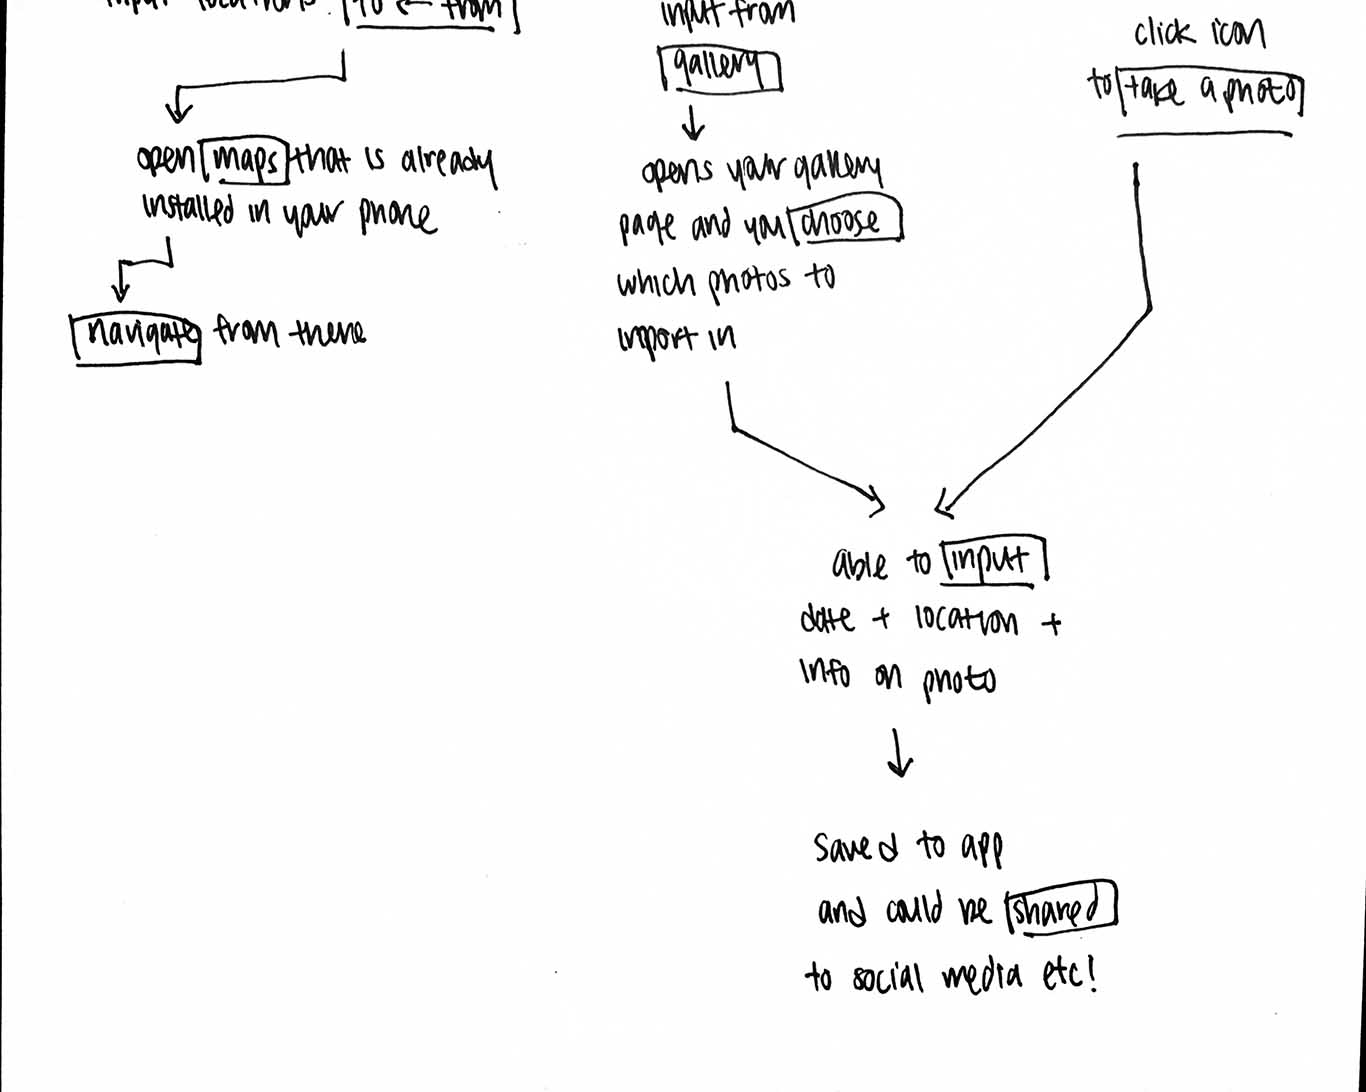 input locations: to ← from
open maps that is already
installed in your phone
navigate from there
input from
gallery
opens your gallery
page and you choose
which photos to
import in
click icon
to take a photo
able to input
date + location +
info on photo
saved to app
and could be shared
to social media etc!